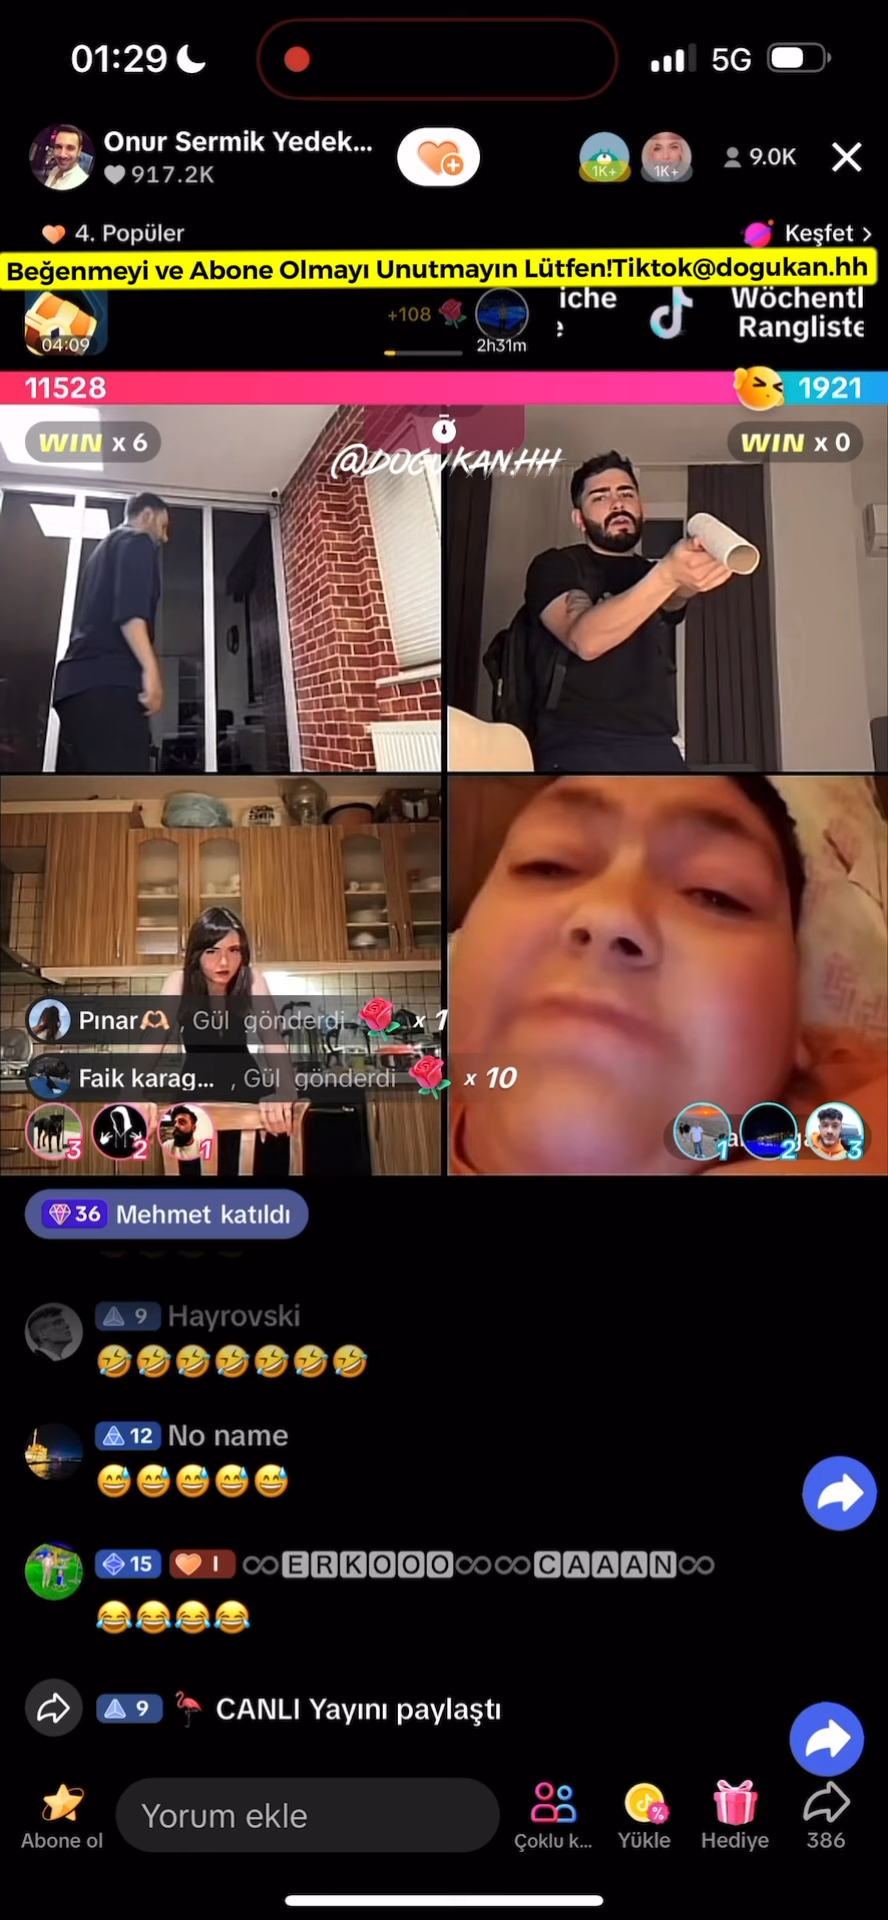 01:29
5G
Onur Sermik Yedek...
917.2K
1K+
1K+
9.0K
4. Popüler
Keşfet >
Beğenmeyi ve Abone Olmayı Unutmayın Lütfen!Tiktok@dogukan.hh
04:09
+108
2h31m
iche
Wöchentl
Rangliste
11528
1921
WIN x 6
WIN x 0
@DOGUKAN.HH
Pınar🫶🏻 , Gül gönderdi x 1
Faik karag... , Gül gönderdi x 10
3
2
1
1
2
3
36 Mehmet katıldı
9 Hayrovski
🤣🤣🤣🤣🤣🤣🤣
12 No name
😅😅😅😅😅
15 I ∞🄴🅁🄺🄾🄾🄾∞∞🄲🄰🄰🄰🄽∞
😂😂😂😂
9 🦩 CANLI Yayını paylaştı
Abone ol
Yorum ekle
Çoklu k...
Yükle
Hediye
386